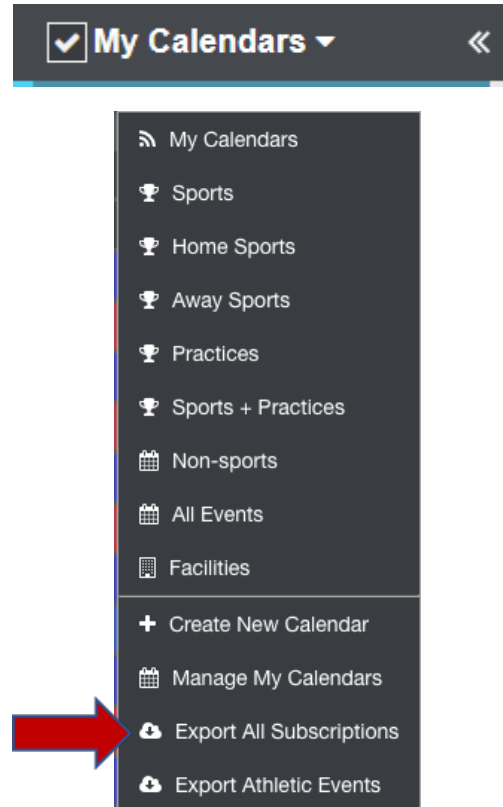 My Calendars
My Calendars
Sports
Home Sports
Away Sports
Practices
Sports + Practices
Non-sports
All Events
Facilities
Create New Calendar
Manage My Calendars
Export All Subscriptions
Export Athletic Events